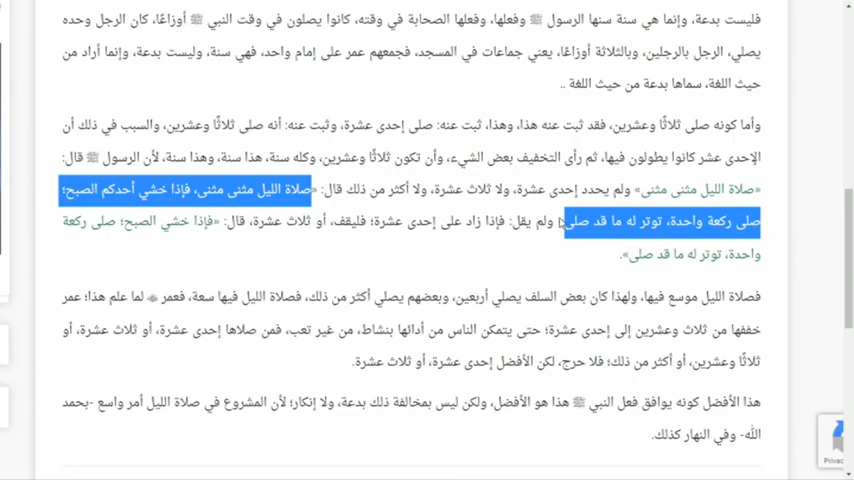 فليست بدعة، وإنما هي سنة سنها الرسول ﷺ وفعلها، وفعلها الصحابة في وقته، كانوا يصلون في وقت النبي ﷺ أوزاعًا، كان الرجل وحده
يصلي، الرجل بالرجلين، وبالثلاثة أوزاعًا، يعني جماعات في المسجد، فجمعهم عمر على إمام واحد، فهي سنة، وليست بدعة، وإنما أراد من
حيث اللغة، سماها بدعة من حيث اللغة ..
وأما كونه صلى ثلاثًا وعشرين، فقد ثبت عنه هذا، وهذا، ثبت عنه: صلى إحدى عشرة، وثبت عنه: أنه صلى ثلاثًا وعشرين، والسبب في ذلك أن
الإحدى عشر كانوا يطولون فيها، ثم رأى التخفيف بعض الشيء، وأن تكون ثلاثًا وعشرين، وكله سنة، هذا سنة، وهذا سنة، لأن الرسول ﷺ قال:
«صلاة الليل مثنى مثنى» ولم يحدد إحدى عشرة، ولا ثلاث عشرة، ولا أكثر من ذلك قال: «صلاة الليل مثنى مثنى، فإذا خشي أحدكم الصبح؛
صلى ركعة واحدة، توتر له ما قد صلى» ولم يقل: فإذا زاد على إحدى عشرة؛ فليقف، أو ثلاث عشرة، قال: «فإذا خشي الصبح؛ صلى ركعة
واحدة، توتر له ما قد صلى».
فصلاة الليل موسع فيها، ولهذا كان بعض السلف يصلي أربعين، وبعضهم يصلي أكثر من ذلك، فصلاة الليل فيها سعة، فعمر لما علم هذا؛ عمر
خففها من ثلاث وعشرين إلى إحدى عشرة؛ حتى يتمكن الناس من أدائها بنشاط، من غير تعب، فمن صلاها إحدى عشرة، أو ثلاث عشرة، أو
ثلاثًا وعشرين، أو أكثر من ذلك؛ فلا حرج، لكن الأفضل إحدى عشرة، أو ثلاث عشرة.
هذا الأفضل كونه يوافق فعل النبي ﷺ هذا هو الأفضل، ولكن ليس بمخالفة ذلك بدعة، ولا إنكار؛ لأن المشروع في صلاة الليل أمر واسع -بحمد
الله- وفي النهار كذلك.